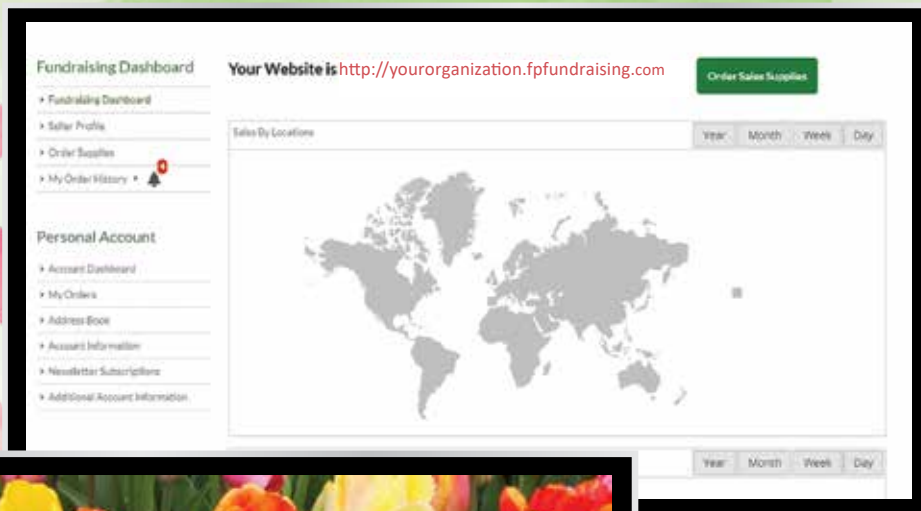 Fundraising Dashboard
Fundraising Dashboard
Seller Profile
Order Supplies
My Order History
Personal Account
Account Dashboard
My Orders
Address Book
Account Information
Newsletter Subscriptions
Additional Account Information
Your Website is http://yourorganization.fpfundraising.com
Order Sales Supplies
Sales By Locations
Year Month Week Day
Year Month Week Day